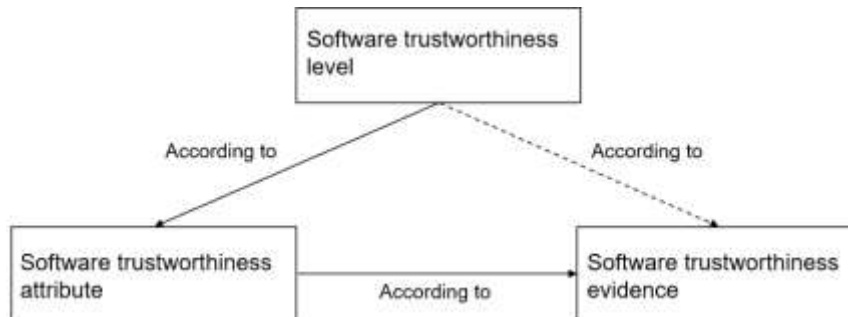 Software trustworthiness
level
According to
According to
Software trustworthiness
attribute
According to
Software trustworthiness
evidence